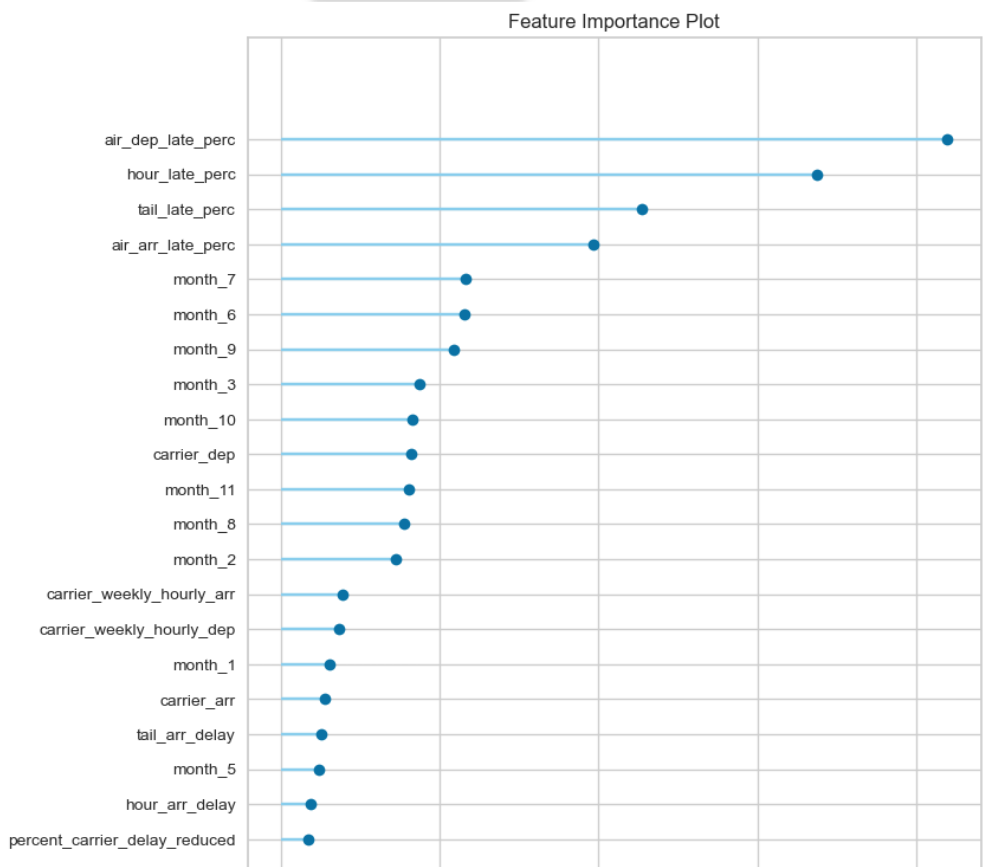 Feature Importance Plot
air_dep_late_perc
hour_late_perc
tail_late_perc
air_arr_late_perc
month_7
month_6
month_9
month_3
month_10
carrier_dep
month_11
month_8
month_2
carrier_weekly_hourly_arr
carrier_weekly_hourly_dep
month_1
carrier_arr
tail_arr_delay
month_5
hour_arr_delay
percent_carrier_delay_reduced